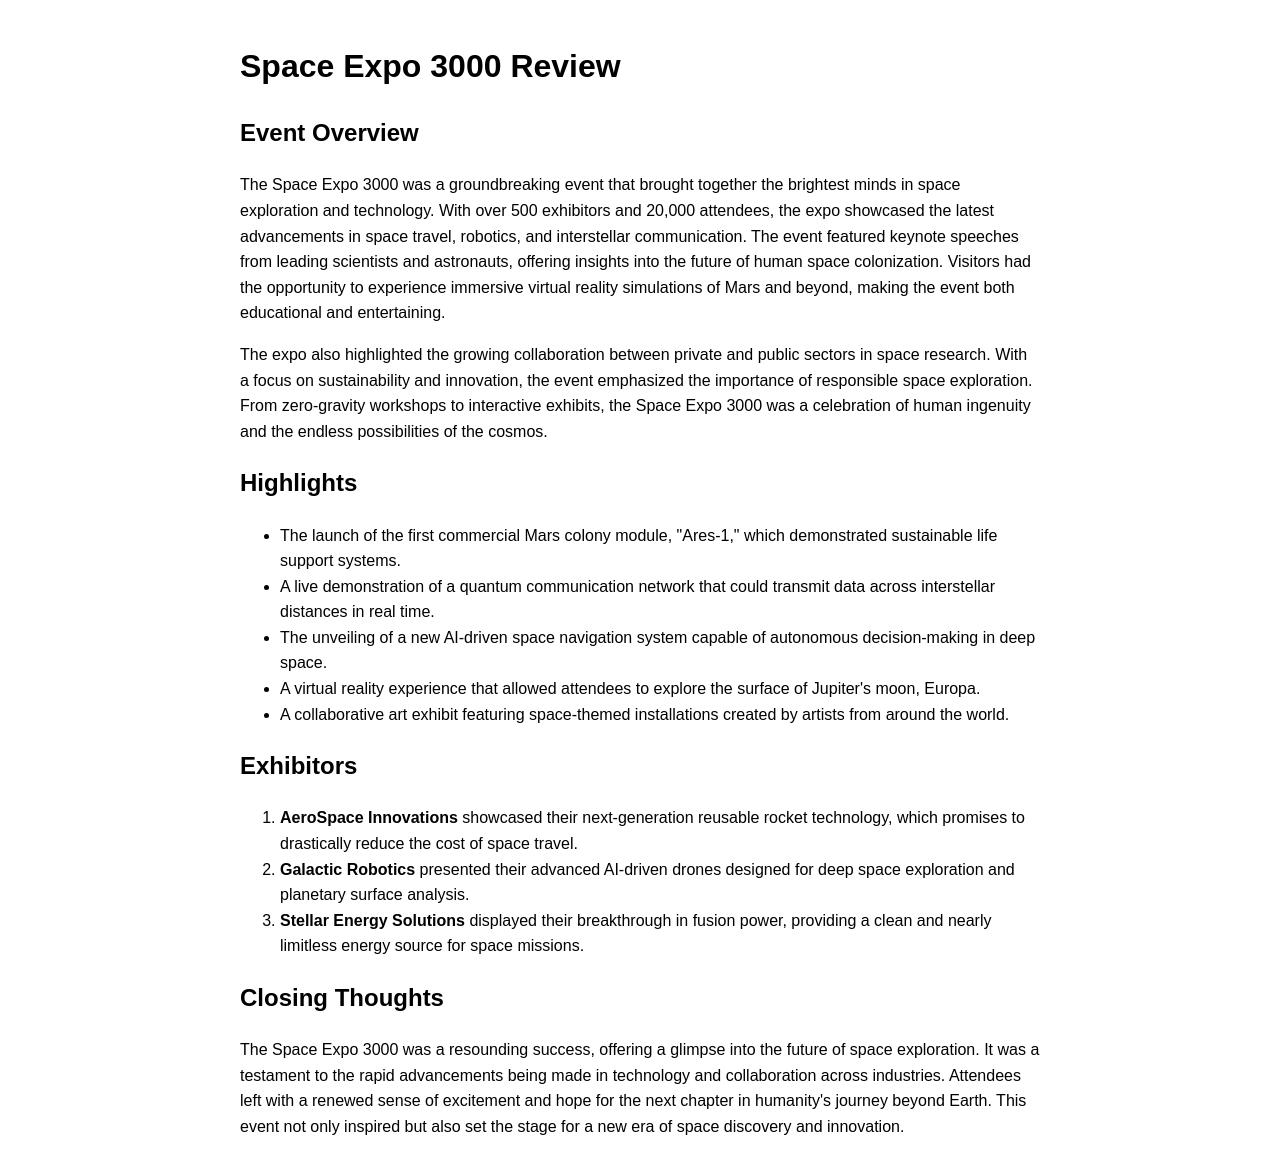 Space Expo 3000 Review
Event Overview
The Space Expo 3000 was a groundbreaking event that brought together the brightest minds in space
exploration and technology. With over 500 exhibitors and 20,000 attendees, the expo showcased the latest
advancements in space travel, robotics, and interstellar communication. The event featured keynote speeches
from leading scientists and astronauts, offering insights into the future of human space colonization. Visitors had
the opportunity to experience immersive virtual reality simulations of Mars and beyond, making the event both
educational and entertaining.
The expo also highlighted the growing collaboration between private and public sectors in space research. With
a focus on sustainability and innovation, the event emphasized the importance of responsible space exploration.
From zero-gravity workshops to interactive exhibits, the Space Expo 3000 was a celebration of human ingenuity
and the endless possibilities of the cosmos.
Highlights
• The launch of the first commercial Mars colony module, "Ares-1," which demonstrated sustainable life
support systems.
• A live demonstration of a quantum communication network that could transmit data across interstellar
distances in real time.
• The unveiling of a new AI-driven space navigation system capable of autonomous decision-making in deep
space.
• A virtual reality experience that allowed attendees to explore the surface of Jupiter's moon, Europa.
• A collaborative art exhibit featuring space-themed installations created by artists from around the world.
Exhibitors
1. AeroSpace Innovations showcased their next-generation reusable rocket technology, which promises to
drastically reduce the cost of space travel.
2. Galactic Robotics presented their advanced AI-driven drones designed for deep space exploration and
planetary surface analysis.
3. Stellar Energy Solutions displayed their breakthrough in fusion power, providing a clean and nearly
limitless energy source for space missions.
Closing Thoughts
The Space Expo 3000 was a resounding success, offering a glimpse into the future of space exploration. It was a
testament to the rapid advancements being made in technology and collaboration across industries. Attendees
left with a renewed sense of excitement and hope for the next chapter in humanity's journey beyond Earth. This
event not only inspired but also set the stage for a new era of space discovery and innovation.